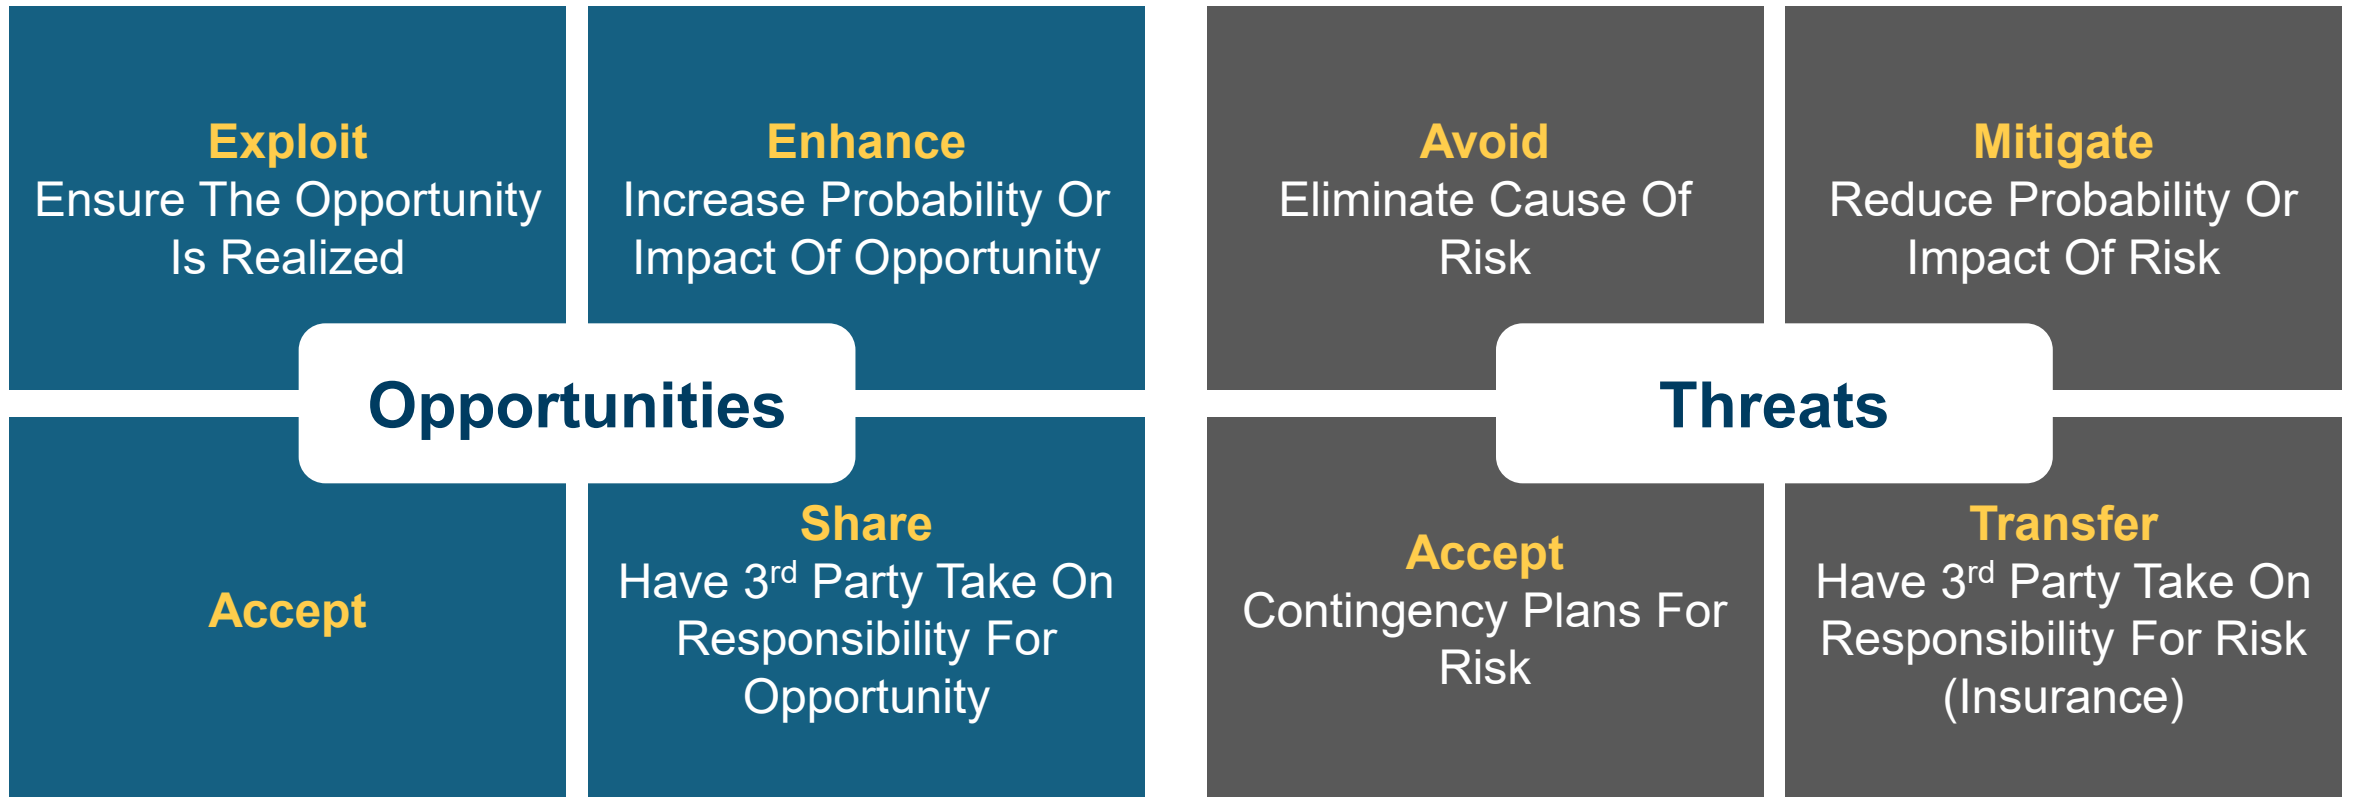 Exploit
Ensure The Opportunity
Is Realized
Enhance
Increase Probability Or
Impact Of Opportunity
Opportunities
Accept
Share
Have 3rd Party Take On
Responsibility For
Opportunity
Avoid
Eliminate Cause Of
Risk
Mitigate
Reduce Probability Or
Impact Of Risk
Threats
Accept
Contingency Plans For
Risk
Transfer
Have 3rd Party Take On
Responsibility For Risk
(Insurance)